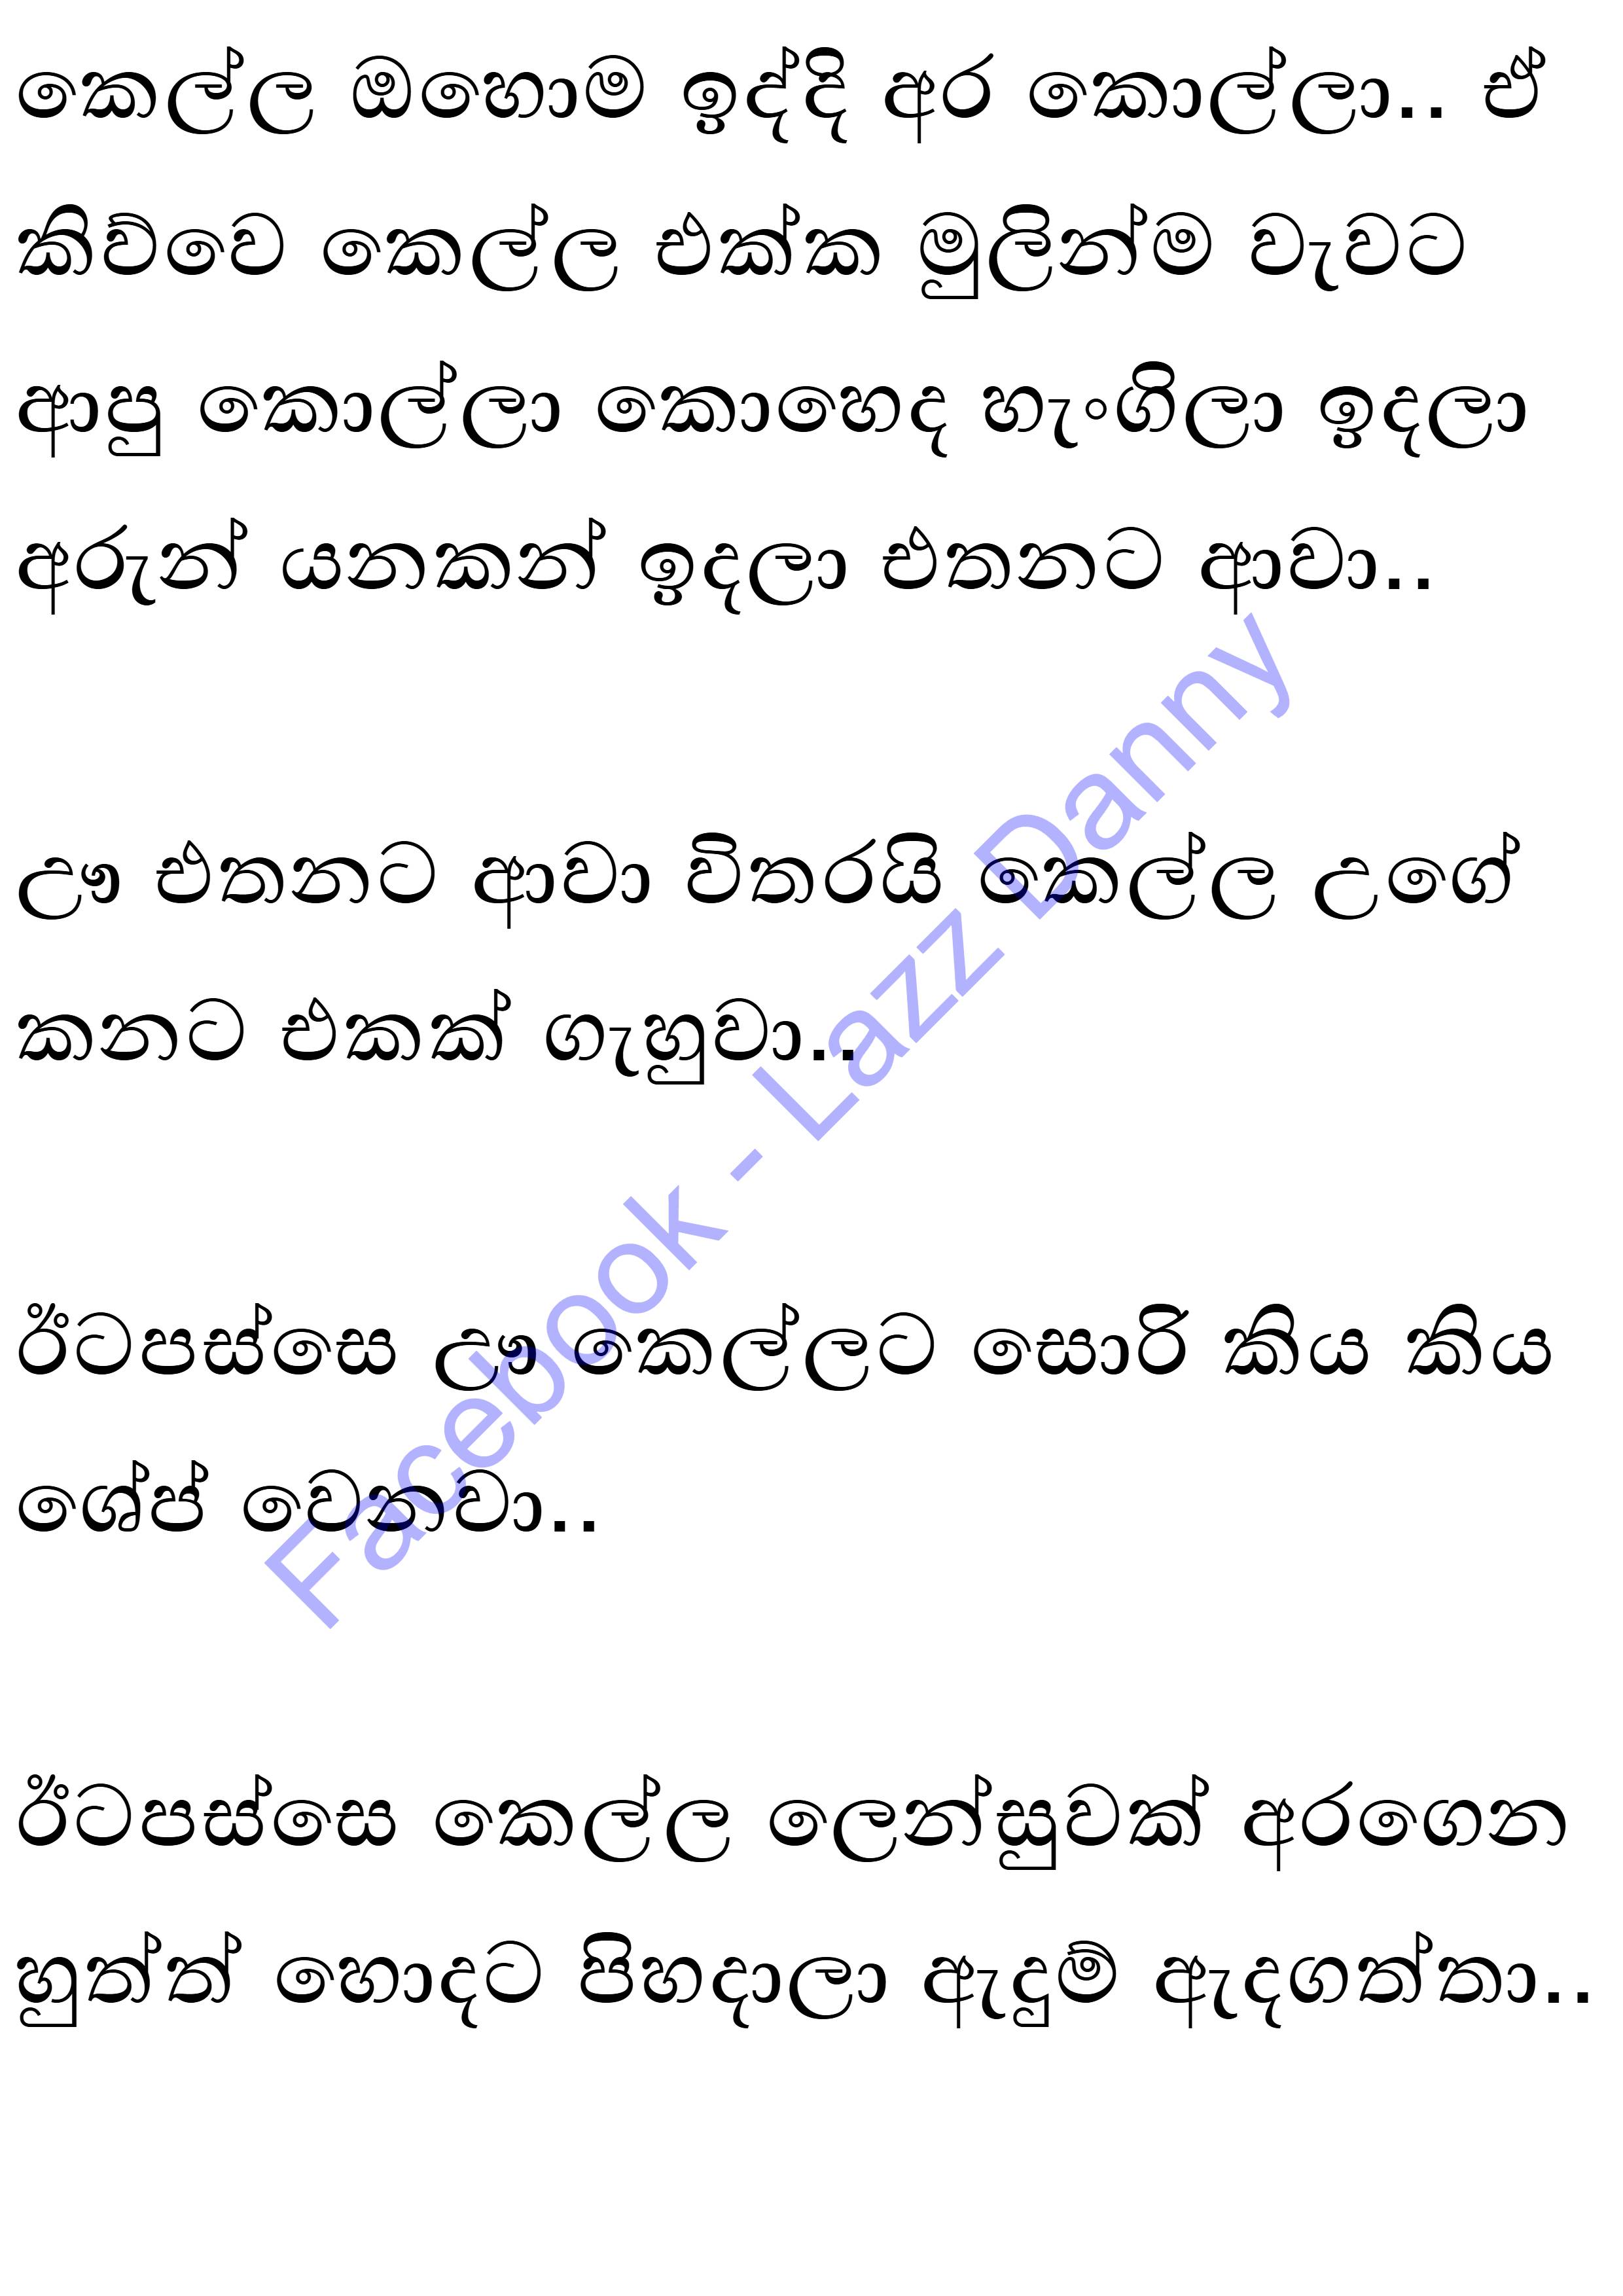 කෙල්ල ඔහොම ඉද්දි අර කොල්ලා.. ඒ
කිව්වෙ කෙල්ල එක්ක මුලින්ම වැවට
ආපු කොල්ලා කොහෙද හැංගිලා ඉදලා
අරුන් යනකන් ඉදලා එතනට ආවා..
ඌ එතනට ආවා විතරයි කෙල්ල උගේ
කනට එකක් ගැහුවා..
ඊටපස්සෙ ඌ කෙල්ලට සොරි කිය කිය
ශේප් වෙනවා..
ඊටපස්සෙ කෙල්ල ලෙන්සුවක් අරගෙන
හුත්ත් හොදට පිහදාලා ඇදුම් ඇදගත්තා..
Facebook - Lazz Danny